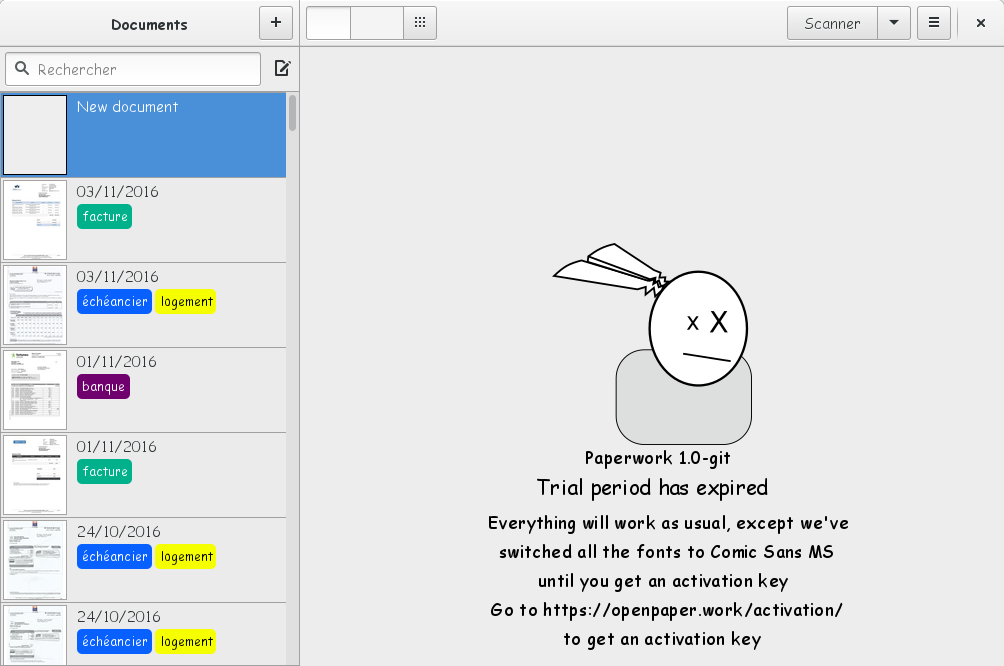 Documents
Scanner
Rechercher
New document
03/11/2016
facture
03/11/2016
échéancier logement
01/11/2016
banque
01/11/2016
facture
24/10/2016
échéancier logement
24/10/2016
échéancier logement
x X
Paperwork 1.0-git
Trial period has expired
Everything will work as usual, except we've
switched all the fonts to Comic Sans MS
until you get an activation key
Go to https://openpaper.work/activation/
to get an activation key